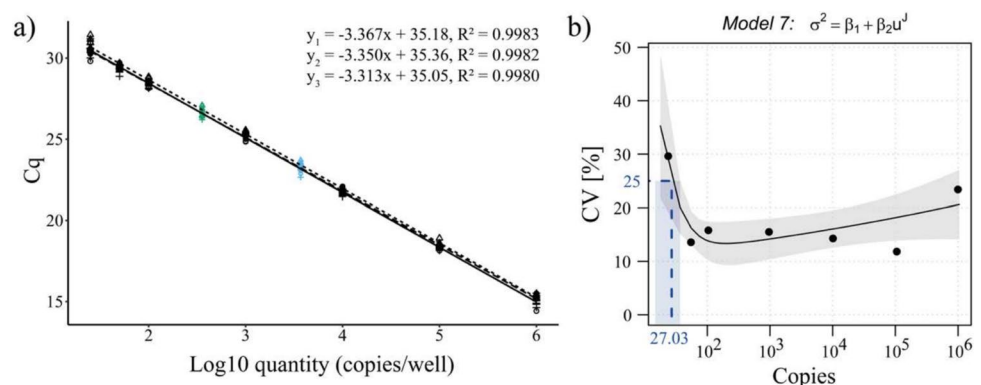 a)
y₁ = -3.367x + 35.18, R² = 0.9983
y₂ = -3.350x + 35.36, R² = 0.9982
y₃ = -3.313x + 35.05, R² = 0.9980
Cq
30
25
20
15
2 3 4 5 6
Log10 quantity (copies/well)
b)
Model 7: σ² = β₁ + β₂uᴶ
CV [%]
50
40
30
25
20
10
0
27.03
10² 10³ 10⁴ 10⁵ 10⁶
Copies